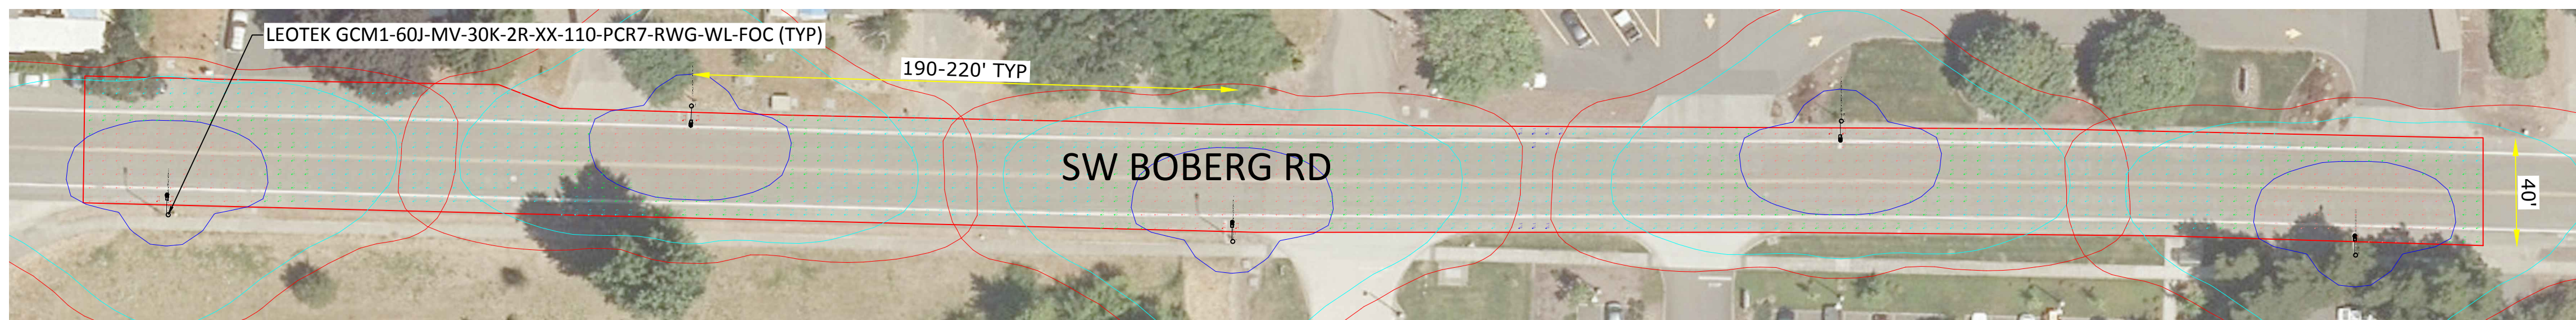 LEOTEK GCM1-60J-MV-30K-2R-XX-110-PCR7-RWG-WL-FOC (TYP)
190-220' TYP
SW BOBERG RD
40'